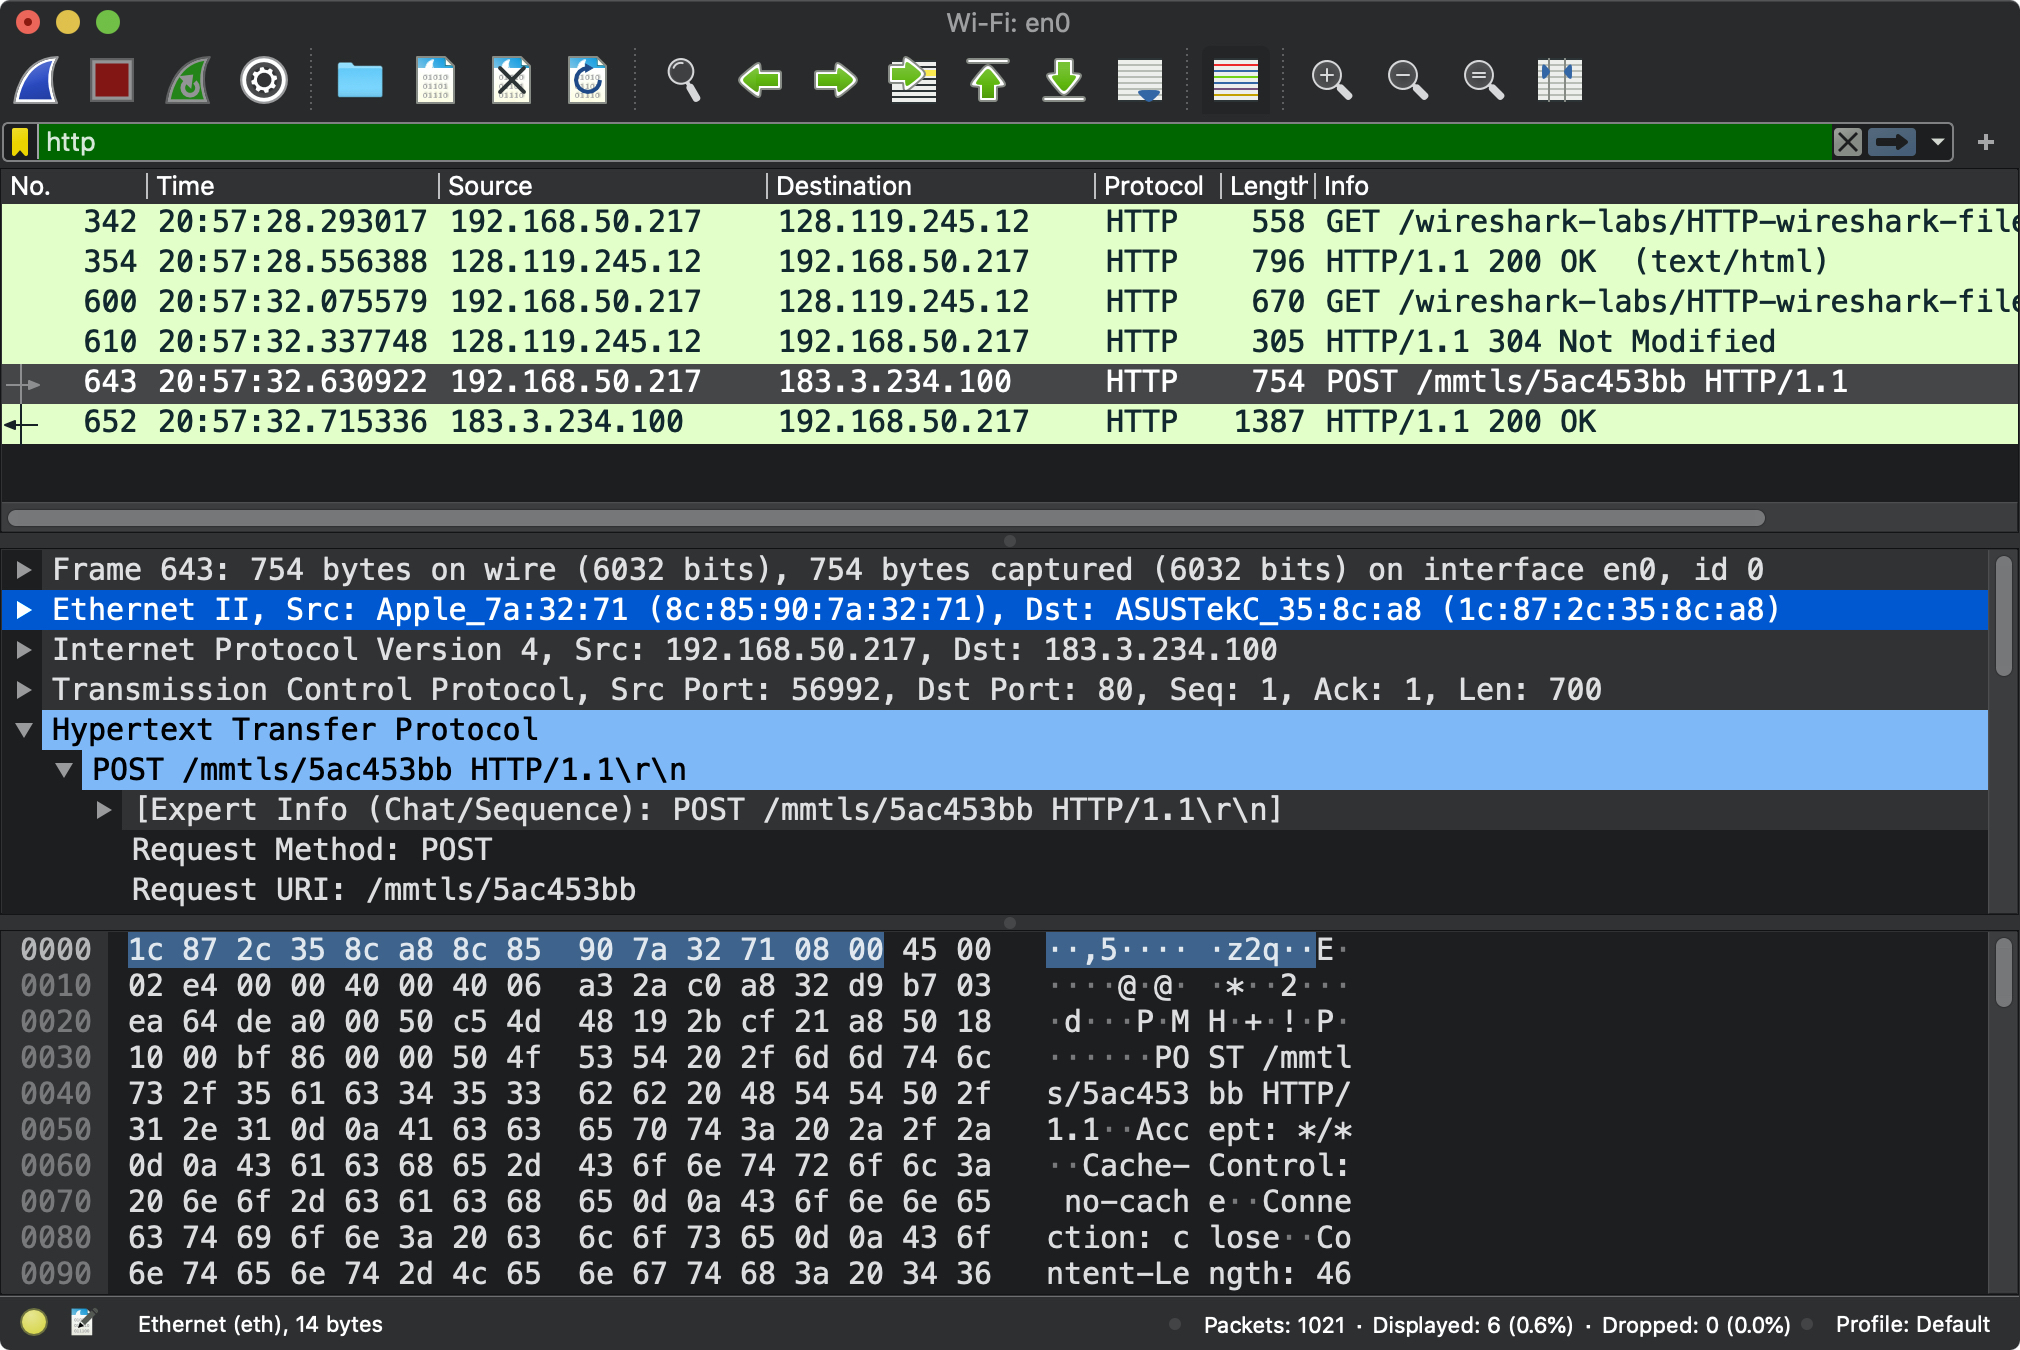 Wi-Fi: en0
http
No. Time Source Destination Protocol Length Info
342 20:57:28.293017 192.168.50.217 128.119.245.12 HTTP 558 GET /wireshark-labs/HTTP-wireshark-file
354 20:57:28.556388 128.119.245.12 192.168.50.217 HTTP 796 HTTP/1.1 200 OK  (text/html)
600 20:57:32.075579 192.168.50.217 128.119.245.12 HTTP 670 GET /wireshark-labs/HTTP-wireshark-file
610 20:57:32.337748 128.119.245.12 192.168.50.217 HTTP 305 HTTP/1.1 304 Not Modified
643 20:57:32.630922 192.168.50.217 183.3.234.100 HTTP 754 POST /mmtls/5ac453bb HTTP/1.1
652 20:57:32.715336 183.3.234.100 192.168.50.217 HTTP 1387 HTTP/1.1 200 OK
Frame 643: 754 bytes on wire (6032 bits), 754 bytes captured (6032 bits) on interface en0, id 0
Ethernet II, Src: Apple_7a:32:71 (8c:85:90:7a:32:71), Dst: ASUSTekC_35:8c:a8 (1c:87:2c:35:8c:a8)
Internet Protocol Version 4, Src: 192.168.50.217, Dst: 183.3.234.100
Transmission Control Protocol, Src Port: 56992, Dst Port: 80, Seq: 1, Ack: 1, Len: 700
Hypertext Transfer Protocol
POST /mmtls/5ac453bb HTTP/1.1\r\n
[Expert Info (Chat/Sequence): POST /mmtls/5ac453bb HTTP/1.1\r\n]
Request Method: POST
Request URI: /mmtls/5ac453bb
0000 1c 87 2c 35 8c a8 8c 85 90 7a 32 71 08 00 45 00 ··,5···· ·z2q··E·
0010 02 e4 00 00 40 00 40 06 a3 2a c0 a8 32 d9 b7 03 ····@·@· ·*··2···
0020 ea 64 de a0 00 50 c5 4d 48 19 2b cf 21 a8 50 18 ·d···P·M H·+·!·P·
0030 10 00 bf 86 00 00 50 4f 53 54 20 2f 6d 6d 74 6c ······PO ST /mmtl
0040 73 2f 35 61 63 34 35 33 62 62 20 48 54 54 50 2f s/5ac453 bb HTTP/
0050 31 2e 31 0d 0a 41 63 63 65 70 74 3a 20 2a 2f 2a 1.1··Acc ept: */*
0060 0d 0a 43 61 63 68 65 2d 43 6f 6e 74 72 6f 6c 3a ··Cache- Control:
0070 20 6e 6f 2d 63 61 63 68 65 0d 0a 43 6f 6e 6e 65 no-cach e··Conne
0080 63 74 69 6f 6e 3a 20 63 6c 6f 73 65 0d 0a 43 6f ction: c lose··Co
0090 6e 74 65 6e 74 2d 4c 65 6e 67 74 68 3a 20 34 36 ntent-Le ngth: 46
Ethernet (eth), 14 bytes Packets: 1021 · Displayed: 6 (0.6%) · Dropped: 0 (0.0%) Profile: Default